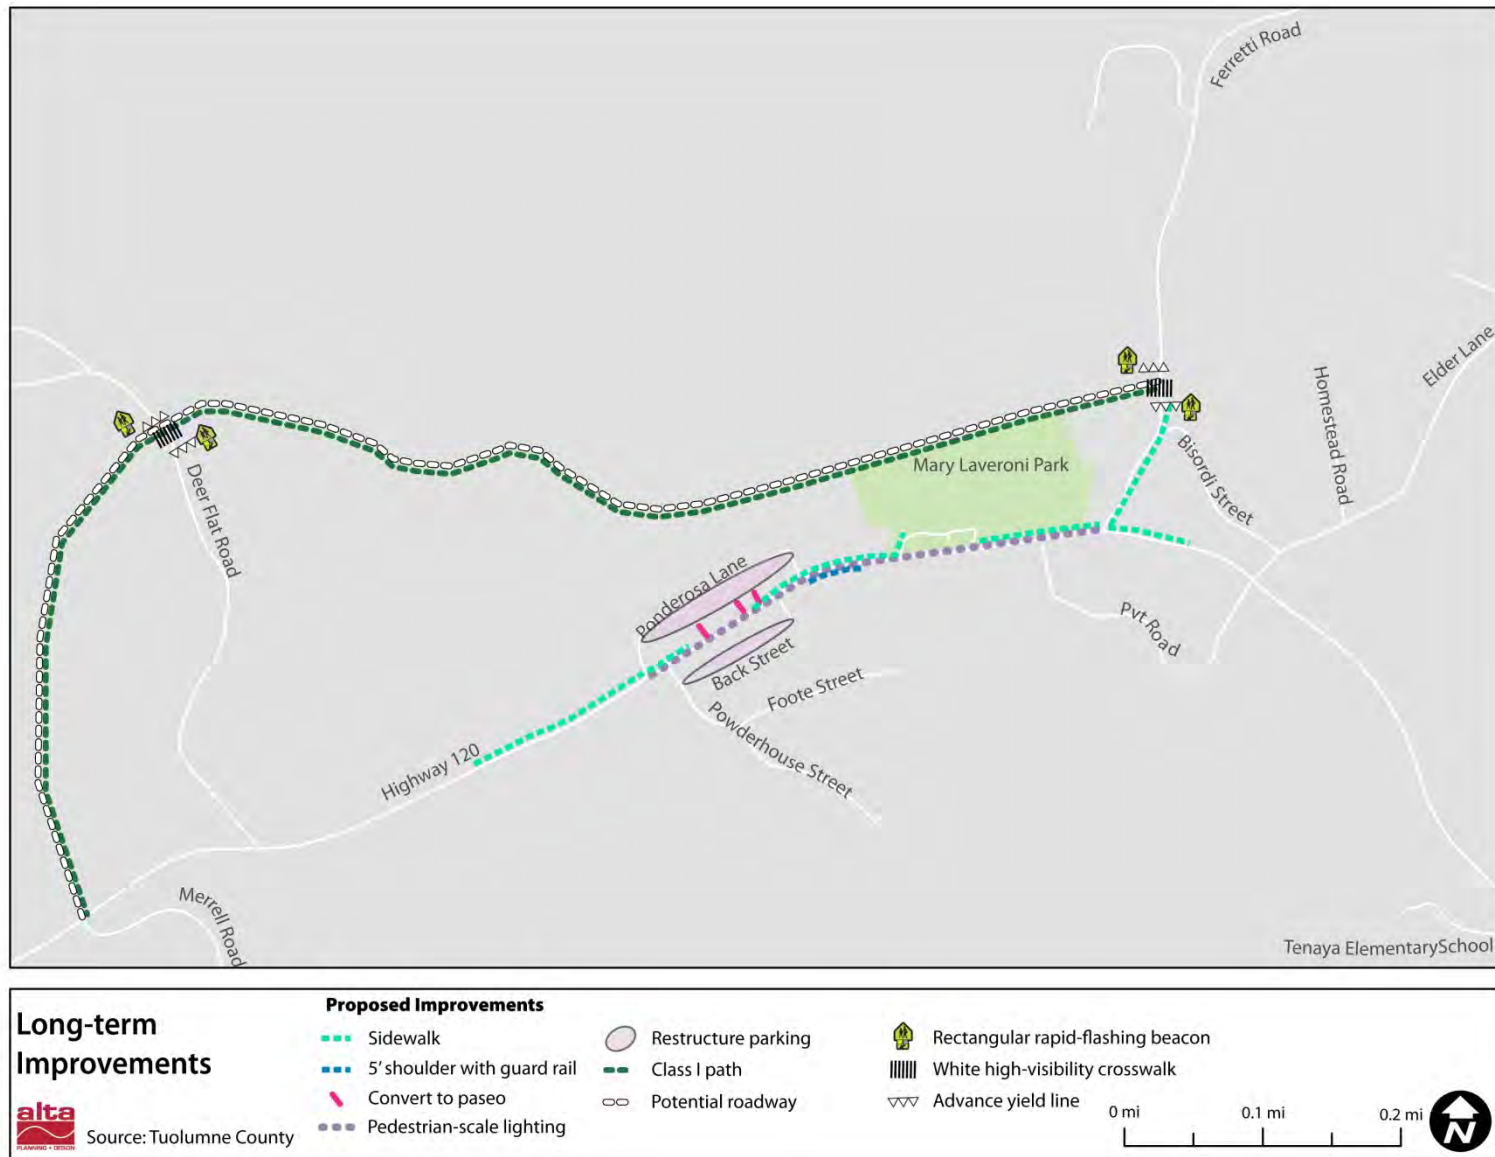 Ferretti Road
Elder Lane
Homestead Road
Bisordi Street
Mary Laveroni Park
Deer Flat Road
Ponderosa Lane
Back Street
Foote Street
Powderhouse Street
Pvt Road
Highway 120
Merrell Road
Tenaya ElementarySchool
Long-term
Improvements
alta
PLANNING + DESIGN
Source: Tuolumne County
Proposed Improvements
Sidewalk
5' shoulder with guard rail
Convert to paseo
Pedestrian-scale lighting
Restructure parking
Class I path
Potential roadway
Rectangular rapid-flashing beacon
White high-visibility crosswalk
Advance yield line
0 mi 0.1 mi 0.2 mi
N